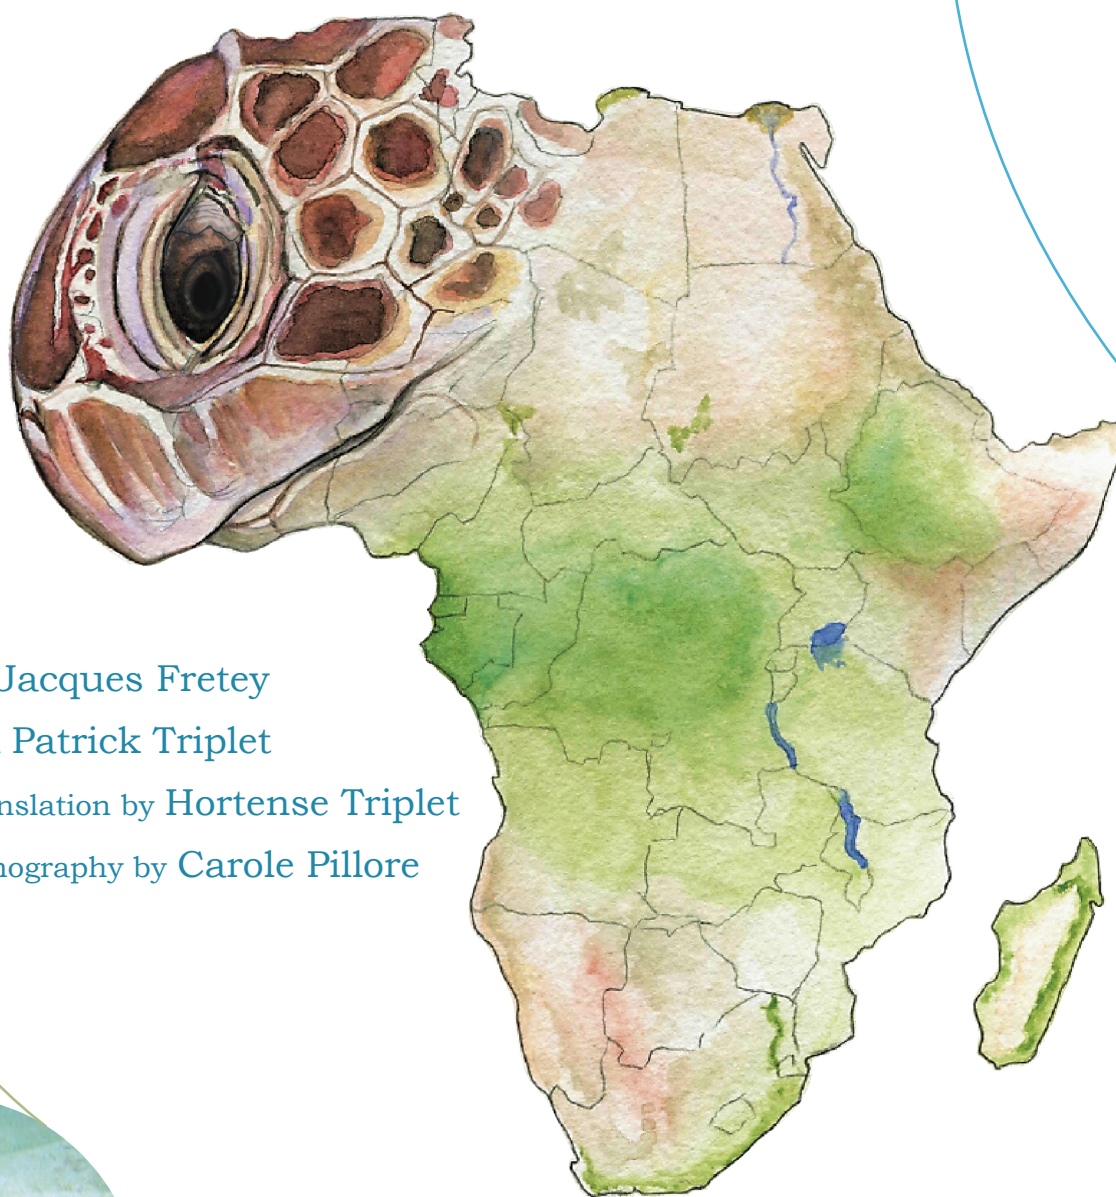 Jacques Fretey
Patrick Triplet
nslation by Hortense Triplet
nography by Carole Pillore